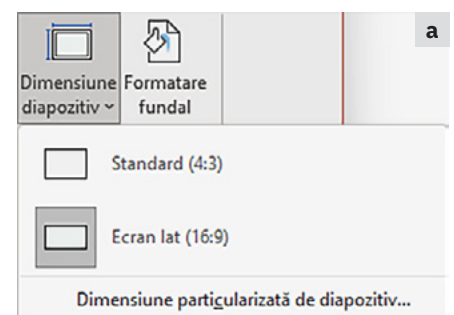 a
Dimensiune Formatare
diapozitiv fundal
Standard (4:3)
Ecran lat (16:9)
Dimensiune particularizată de diapozitiv...